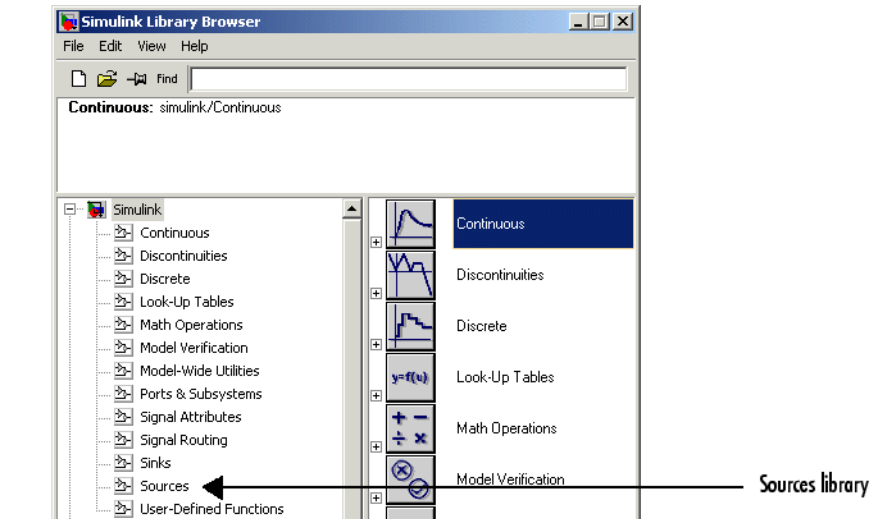 Simulink Library Browser
File Edit View Help
Find
Continuous: simulink/Continuous
Simulink
Continuous
Discontinuities
Discrete
Look-Up Tables
Math Operations
Model Verification
Model-Wide Utilities
Ports & Subsystems
Signal Attributes
Signal Routing
Sinks
Sources
User-Defined Functions
Continuous
Discontinuities
Discrete
y=f(u)
Look-Up Tables
Math Operations
Model Verification
Sources library